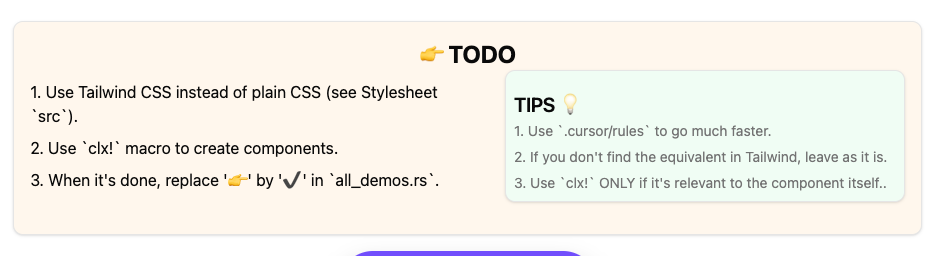 👉 TODO
1. Use Tailwind CSS instead of plain CSS (see Stylesheet
`src`).
2. Use `clx!` macro to create components.
3. When it's done, replace '👉' by '✔️' in `all_demos.rs`.
TIPS 💡
1. Use `.cursor/rules` to go much faster.
2. If you don't find the equivalent in Tailwind, leave as it is.
3. Use `clx!` ONLY if it's relevant to the component itself..